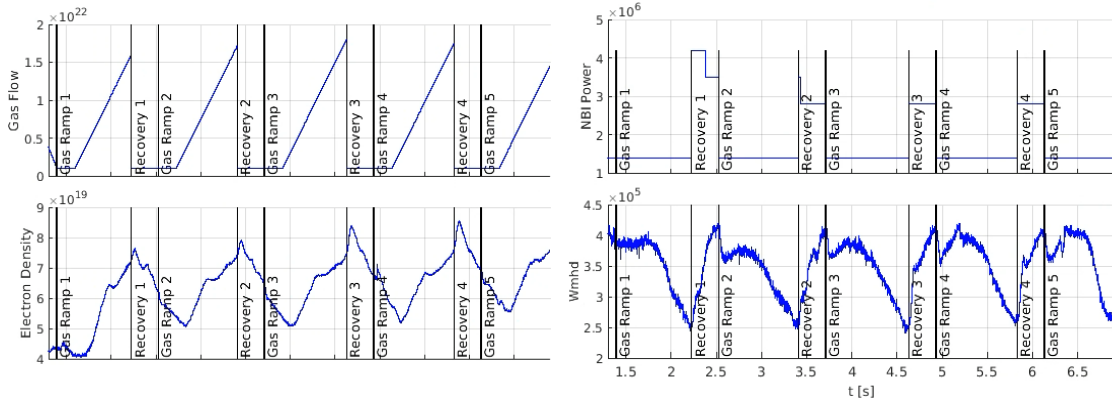 ×10^22
2
1.5
1
0.5
0
Gas Flow
Gas Ramp 1
Recovery 1
Gas Ramp 2
Recovery 2
Gas Ramp 3
Recovery 3
Gas Ramp 4
Recovery 4
Gas Ramp 5
×10^6
5
4
3
2
1
NBI Power
Gas Ramp 1
Recovery 1
Gas Ramp 2
Recovery 2
Gas Ramp 3
Recovery 3
Gas Ramp 4
Recovery 4
Gas Ramp 5
×10^19
9
8
7
6
5
4
Electron Density
Gas Ramp 1
Recovery 1
Gas Ramp 2
Recovery 2
Gas Ramp 3
Recovery 3
Gas Ramp 4
Recovery 4
Gas Ramp 5
×10^5
4.5
4
3.5
3
2.5
2
Wmhd
Gas Ramp 1
Recovery 1
Gas Ramp 2
Recovery 2
Gas Ramp 3
Recovery 3
Gas Ramp 4
Recovery 4
Gas Ramp 5
1.5 2 2.5 3 3.5 4 4.5 5 5.5 6 6.5
t [s]